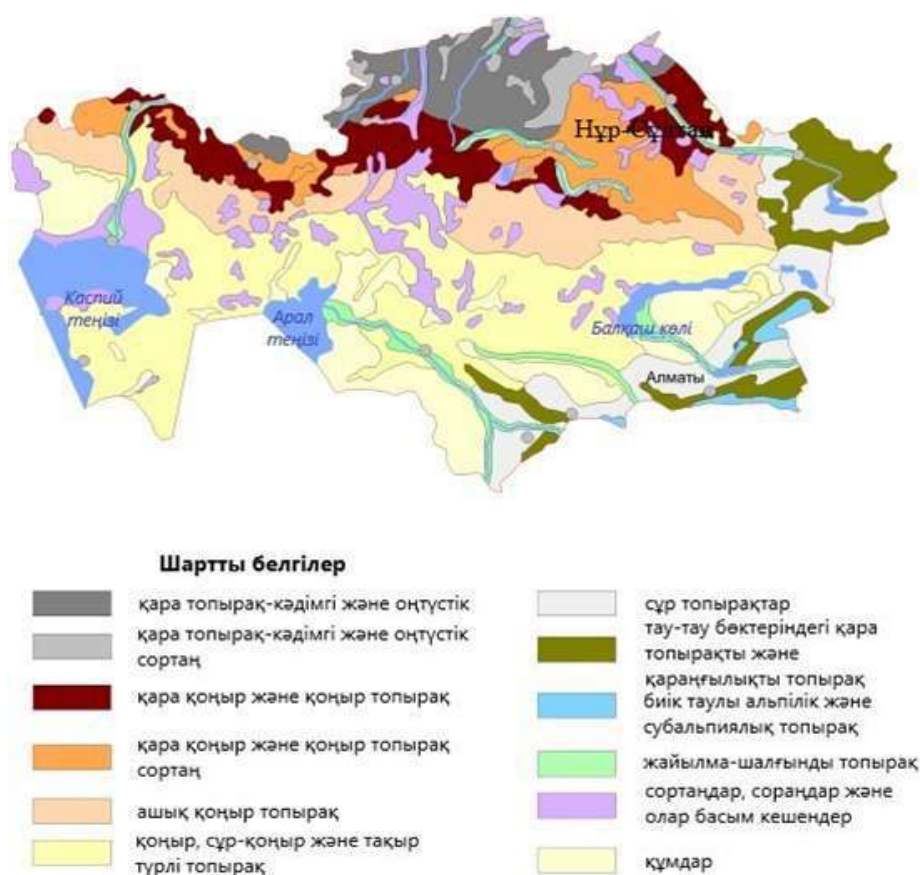 Нұр-Сұлтан
Каспий
теңізі
Арал
теңізі
Балқаш көлі
Алматы
Шартты белгілер
қара топырақ-кәдімгі және оңтүстік
қара топырақ-кәдімгі және оңтүстік
сортаң
қара қоңыр және қоңыр топырақ
қара қоңыр және қоңыр топырақ
сортаң
ашық қоңыр топырақ
қоңыр, сұр-қоңыр және тақыр
түрлі топырақ
сұр топырақтар
тау-тау бөктеріндегі қара
топырақты және
қараңғылықты топырақ
биік таулы альпілік және
субальпиялық топырақ
жайылма-шалғынды топырақ
сортаңдар, сораңдар және
олар басым кешендер
құмдар